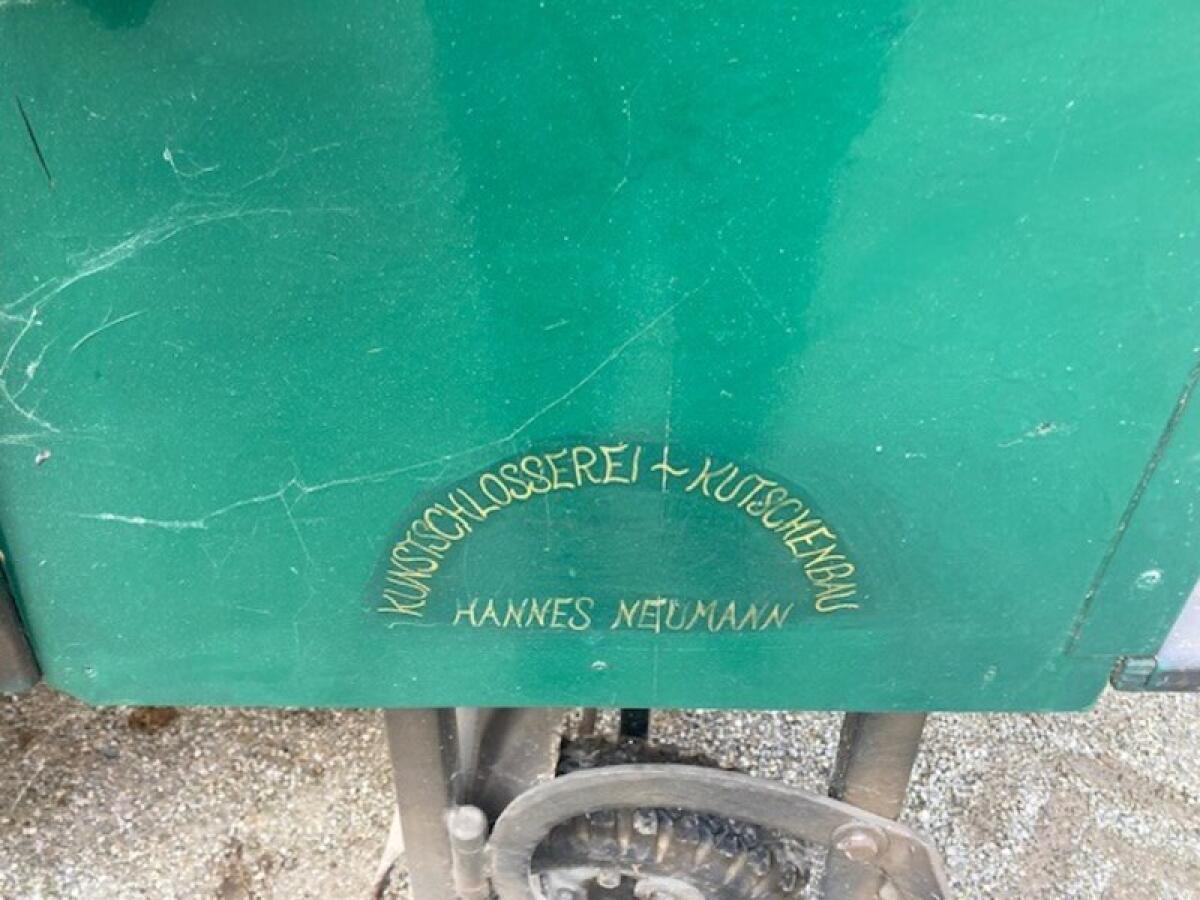 KUNSTSCHLOSSEREI + KUTSCHENBAU
HANNES NEUMANN